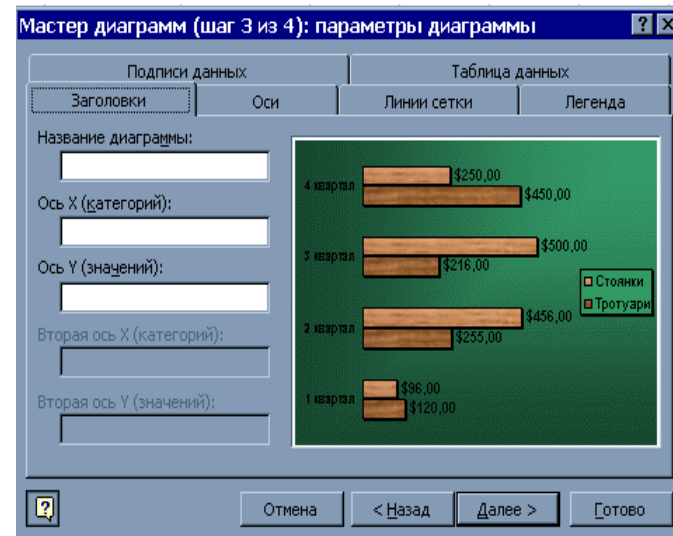 Мастер диаграмм (шаг 3 из 4): параметры диаграммы
Подписи данных
Таблица данных
Заголовки
Оси
Линии сетки
Легенда
Название диаграммы:
Ось X (категорий):
Ось Y (значений):
Вторая ось X (категорий):
Вторая ось Y (значений):
4 квартал
$250,00
$450,00
3 квартал
$500,00
$216,00
2 квартал
$456,00
$255,00
1 квартал
$96,00
$120,00
Стоянки
Тротуари
Отмена
< Назад
Далее >
Готово